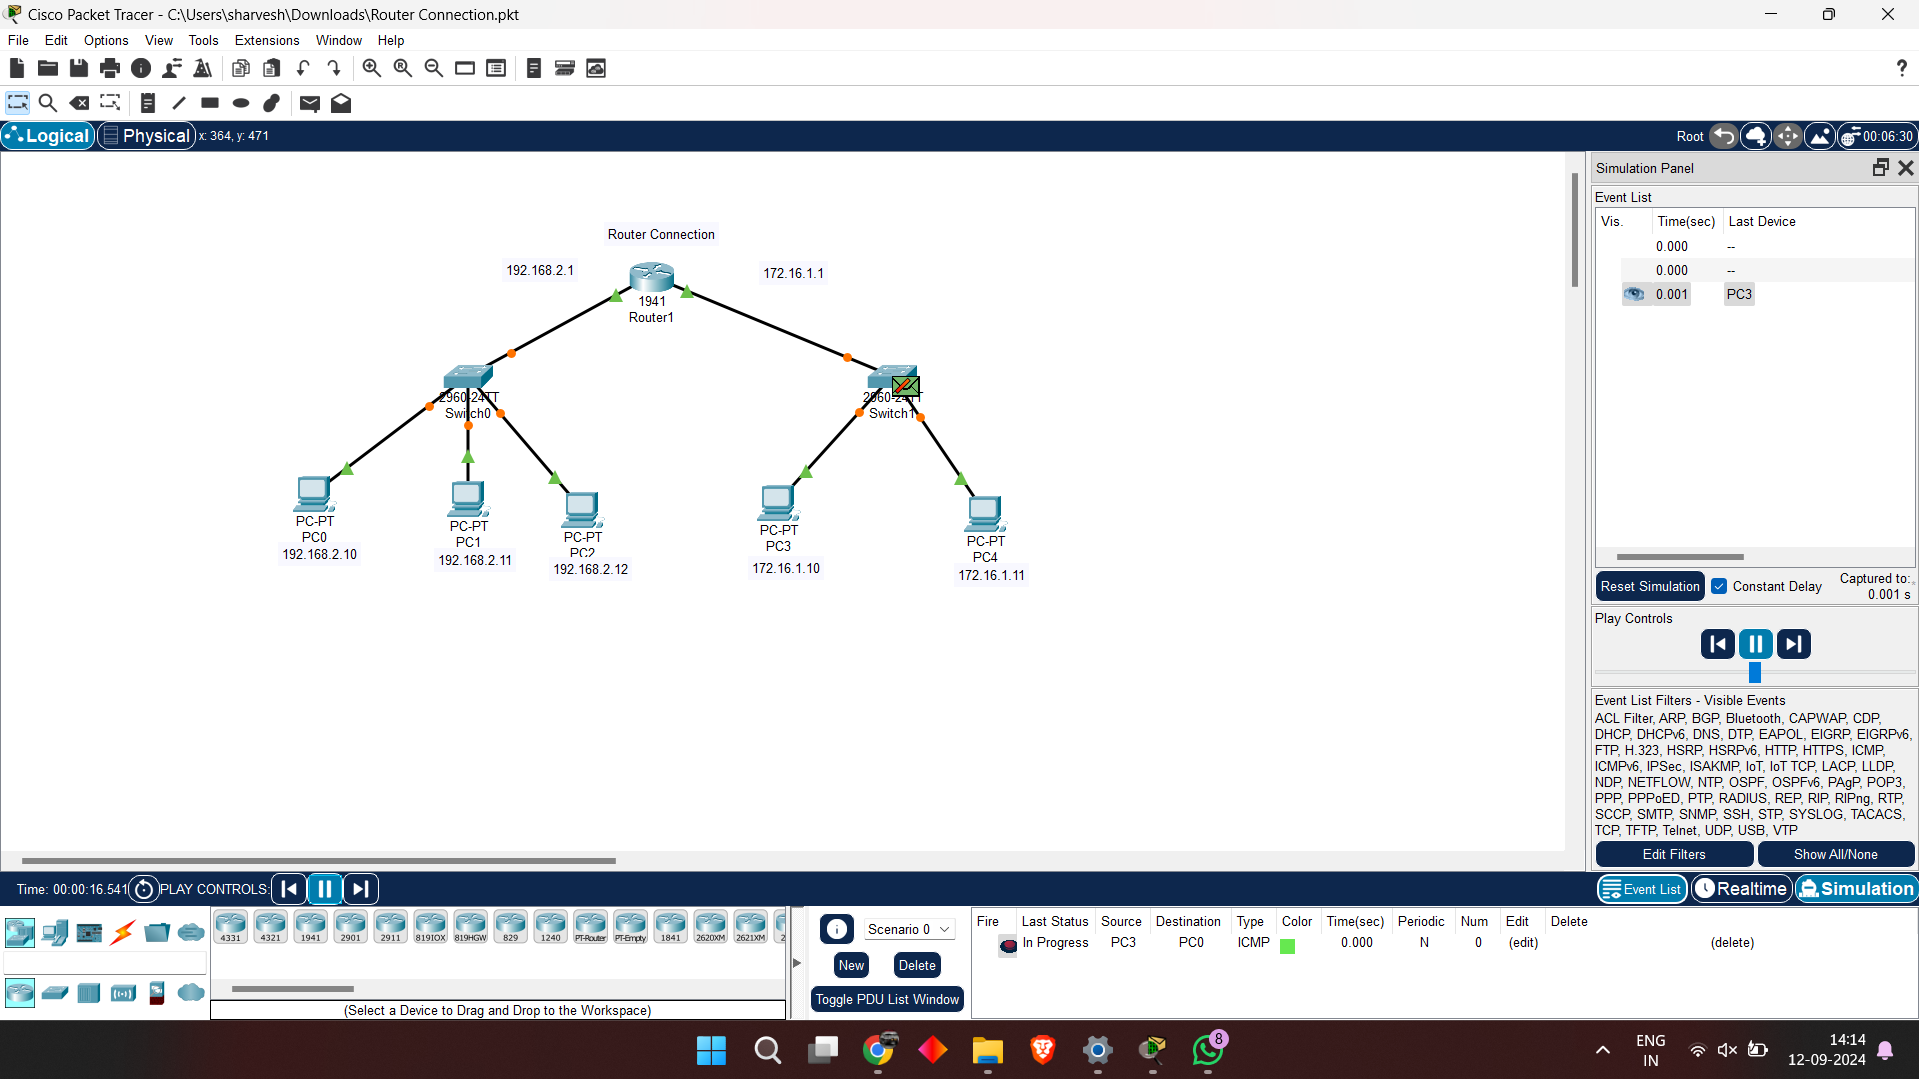 Cisco Packet Tracer - C:\Users\sharvesh\Downloads\Router Connection.pkt
File Edit Options View Tools Extensions Window Help
?
Logical Physical x: 364, y: 471 Root 00:06:30
Simulation Panel
Event List
Vis. Time(sec) Last Device
0.000 --
0.000 --
0.001 PC3
Router Connection
192.168.2.1
172.16.1.1
1941
Router1
2960-24TT
Switch0
2960-24TT
Switch1
PC-PT
PC0
192.168.2.10
PC-PT
PC1
192.168.2.11
PC-PT
PC2
192.168.2.12
PC-PT
PC3
172.16.1.10
PC-PT
PC4
172.16.1.11
Reset Simulation Constant Delay Captured to:
0.001 s
Play Controls
Event List Filters - Visible Events
ACL Filter, ARP, BGP, Bluetooth, CAPWAP, CDP,
DHCP, DHCPv6, DNS, DTP, EAPOL, EIGRP, EIGRPv6,
FTP, H.323, HSRP, HSRPv6, HTTP, HTTPS, ICMP,
ICMPv6, IPSec, ISAKMP, IoT, IoT TCP, LACP, LLDP,
NDP, NETFLOW, NTP, OSPF, OSPFv6, PAgP, POP3,
PPP, PPPoED, PTP, RADIUS, REP, RIP, RIPng, RTP,
SCCP, SMTP, SNMP, SSH, STP, SYSLOG, TACACS,
TCP, TFTP, Telnet, UDP, USB, VTP
Edit Filters Show All/None
Time: 00:00:16.541 PLAY CONTROLS: Event List Realtime Simulation
4331 4321 1941 2901 2911 819IOX 819HGW 829 1240 PT-Router PT-Empty 1841 2620XM 2621XM 2
(Select a Device to Drag and Drop to the Workspace)
Scenario 0
New Delete
Toggle PDU List Window
Fire Last Status Source Destination Type Color Time(sec) Periodic Num Edit Delete
In Progress PC3 PC0 ICMP 0.000 N 0 (edit) (delete)
8
ENG
IN
14:14
12-09-2024